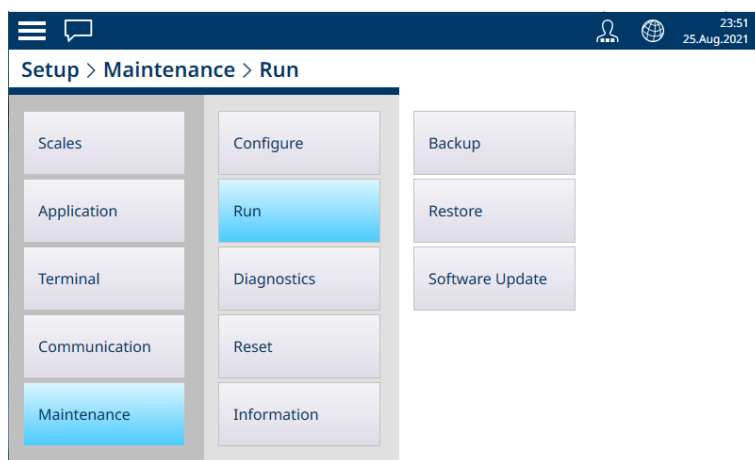 23:51
25.Aug.2021
Setup > Maintenance > Run
Scales
Configure
Backup
Application
Run
Restore
Terminal
Diagnostics
Software Update
Communication
Reset
Maintenance
Information